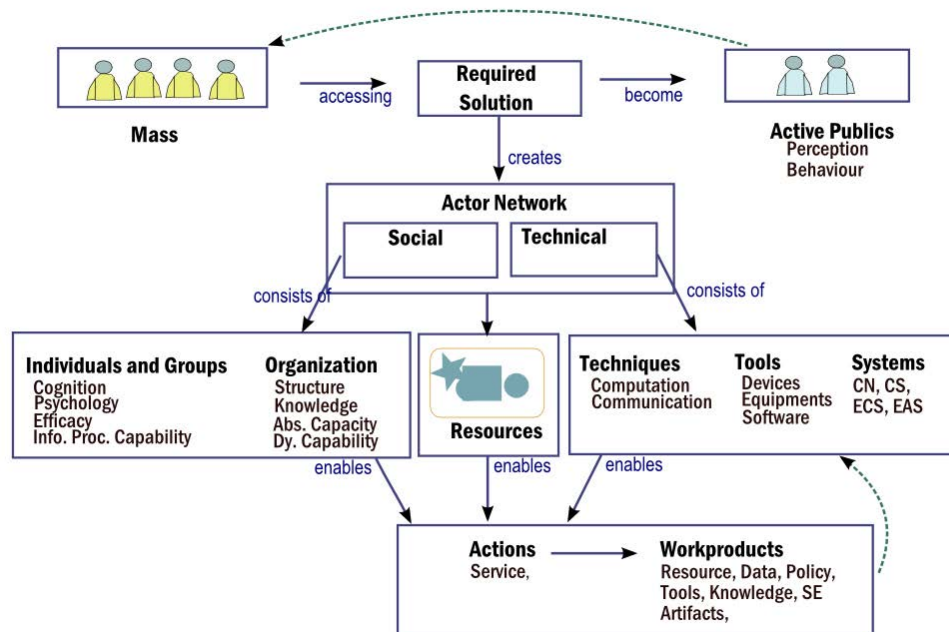 Required
Solution
accessing
become
Mass
Active Publics
Perception
Behaviour
creates
Actor Network
Social
Technical
consists of
consists of
Individuals and Groups
Cognition
Psychology
Efficacy
Info. Proc. Capability
Organization
Structure
Knowledge
Abs. Capacity
Dy. Capability
Resources
Techniques
Computation
Communication
Tools
Devices
Equipments
Software
Systems
CN, CS,
ECS, EAS
enables
enables
enables
Actions
Service,
Workproducts
Resource, Data, Policy,
Tools, Knowledge, SE
Artifacts,